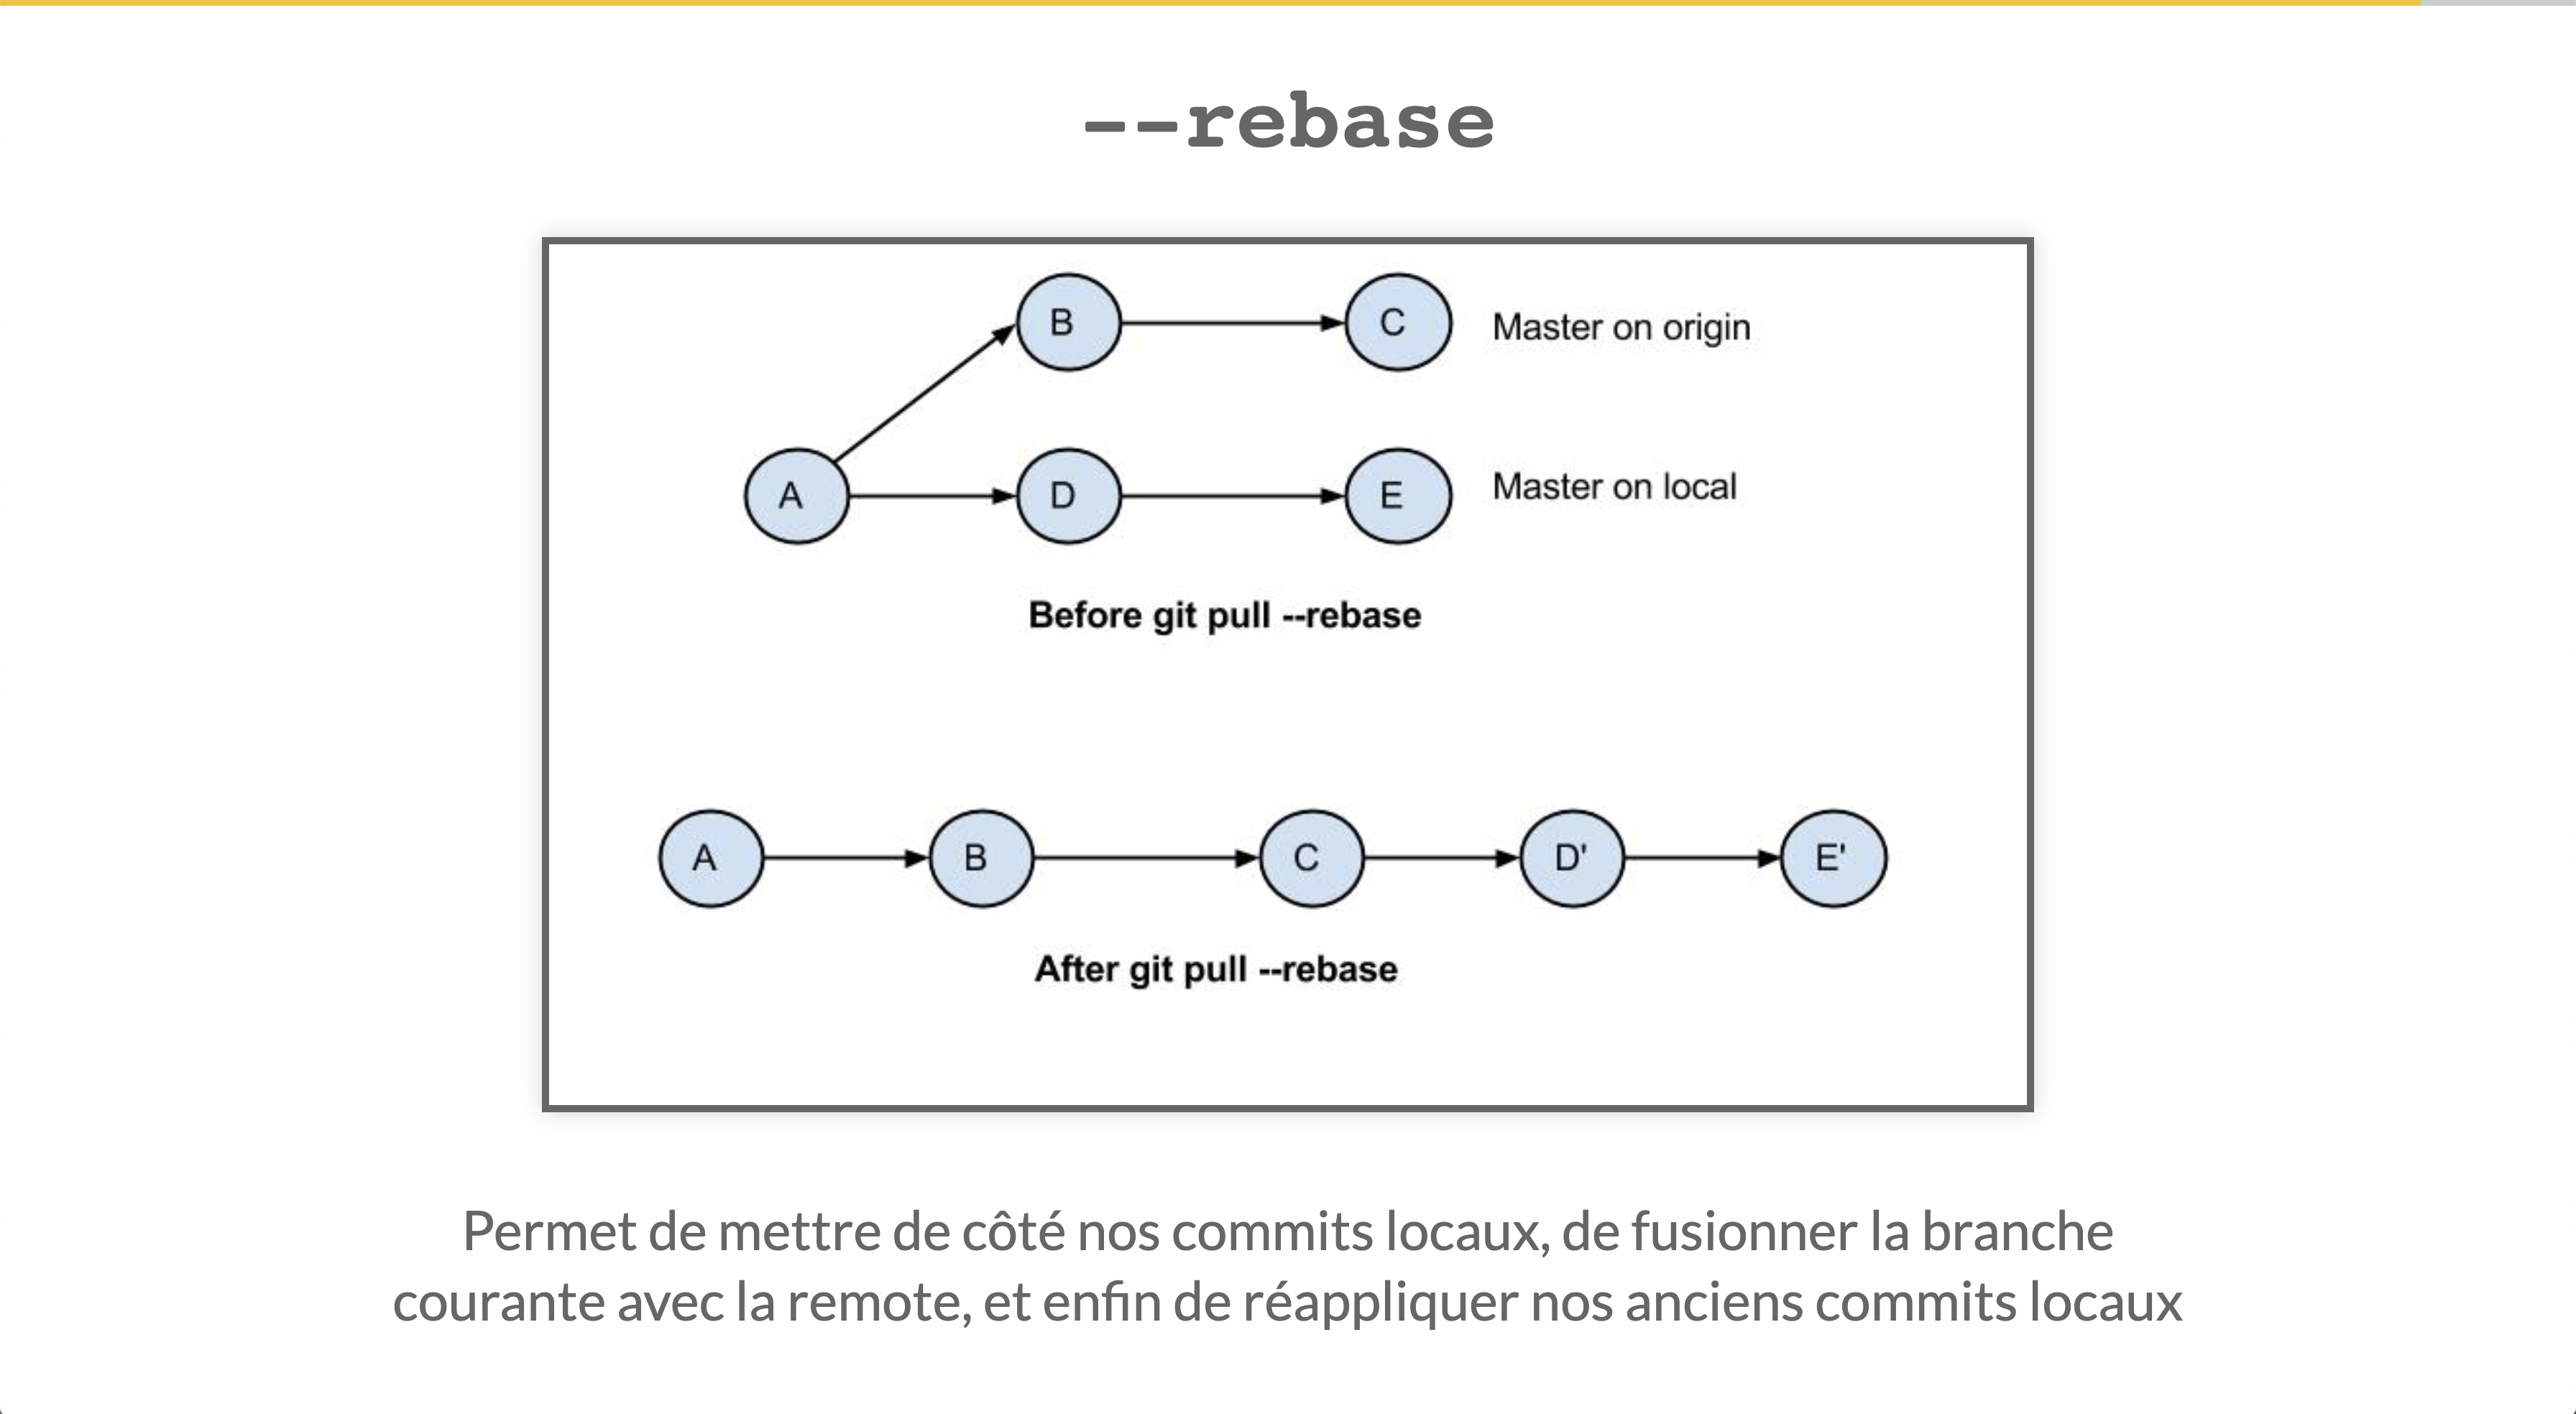 --rebase
B
C
Master on origin
A
D
E
Master on local
Before git pull --rebase
A
B
C
D'
E'
After git pull --rebase
Permet de mettre de côté nos commits locaux, de fusionner la branche
courante avec la remote, et enfin de réappliquer nos anciens commits locaux